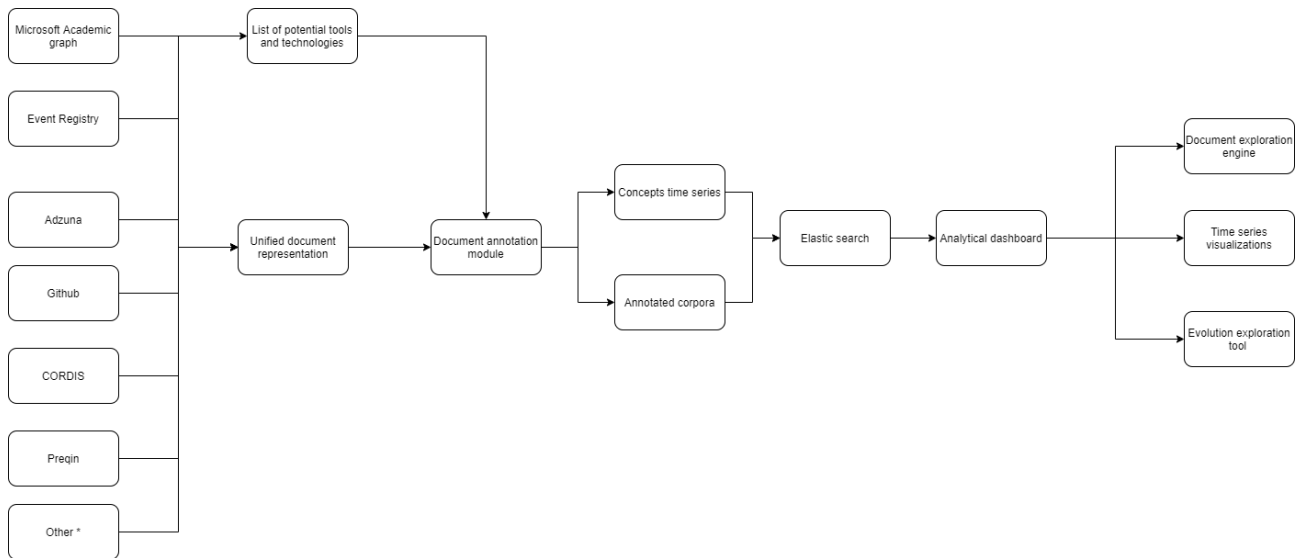 Microsoft Academic
graph
List of potential tools
and technologies
Event Registry
Adzuna
Github
CORDIS
Preqin
Other *
Unified document
representation
Document annotation
module
Concepts time series
Annotated corpora
Elastic search
Analytical dashboard
Document exploration
engine
Time series
visualizations
Evolution exploration
tool